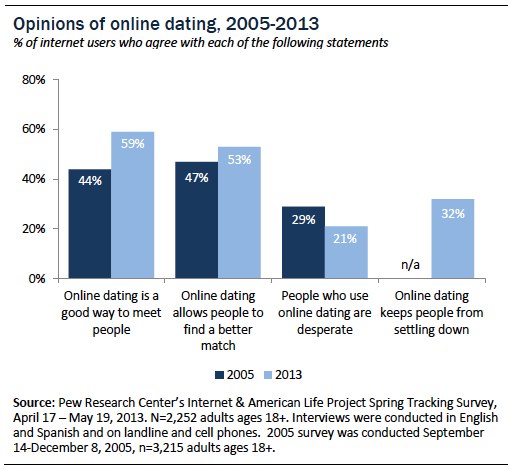 Opinions of online dating, 2005-2013
% of internet users who agree with each of the following statements
80%
60%
40%
20%
0%
44%
59%
47%
53%
29%
21%
n/a
32%
Online dating is a
good way to meet
people
Online dating
allows people to
find a better
match
People who use
online dating are
desperate
Online dating
keeps people from
settling down
2005 2013
Source: Pew Research Center's Internet & American Life Project Spring Tracking Survey,
April 17 – May 19, 2013. N=2,252 adults ages 18+. Interviews were conducted in English
and Spanish and on landline and cell phones. 2005 survey was conducted September
14-December 8, 2005, n=3,215 adults ages 18+.